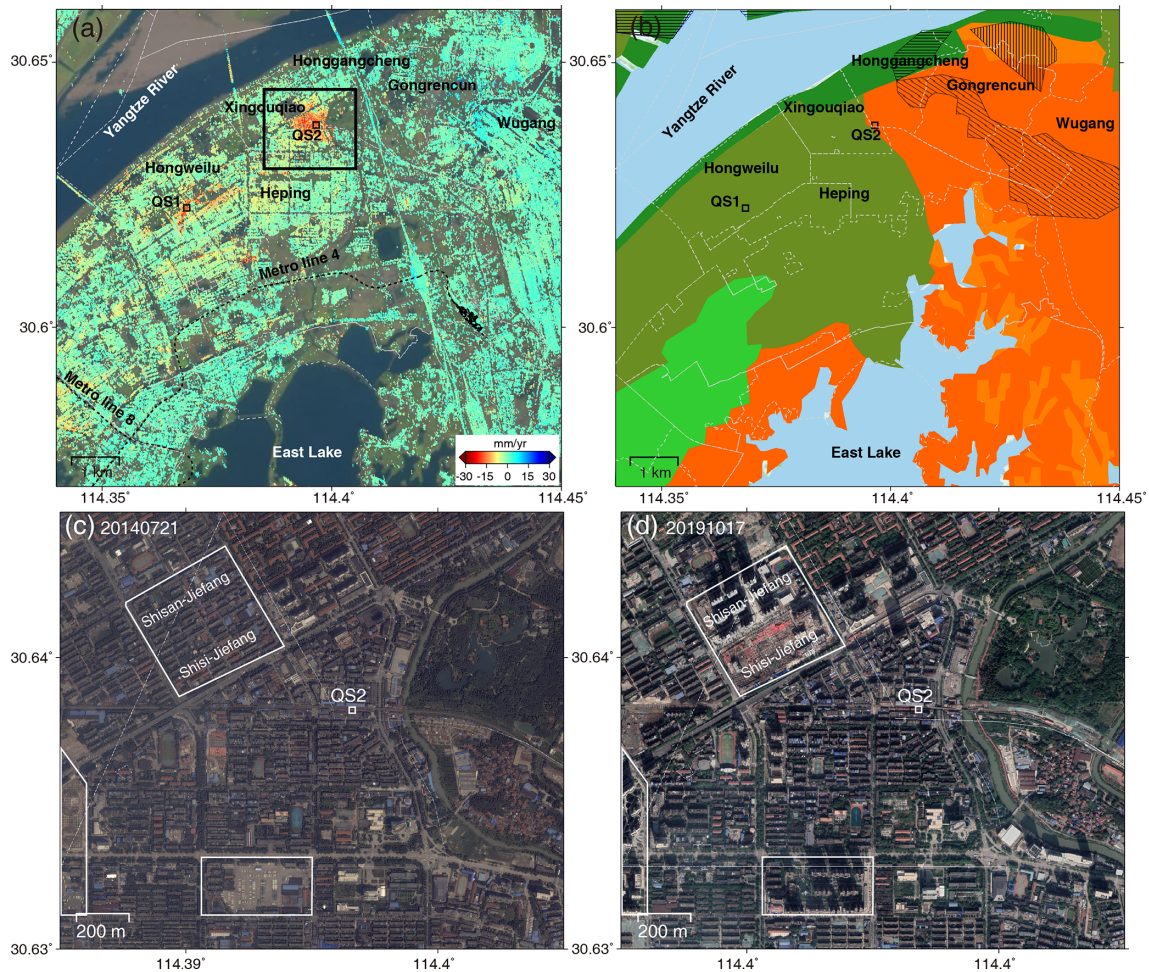 (a)
30.65°
Yangtze River
Honggangcheng
Gongrencun
Xingouqiao
QS2
Wugang
Hongweilu
QS1
Heping
Metro line 4
30.6°
Metro line 8
East Lake
1 km
mm/yr
-30 -15 0 15 30
114.35° 114.4° 114.45°
(b)
Yangtze River
Honggangcheng
Gongrencun
Xingouqiao
QS2
Wugang
Hongweilu
QS1
Heping
East Lake
1 km
114.35° 114.4° 114.45°
(c) 20140721
Shisan-Jiefang
Shisi-Jiefang
30.64°
QS2
200 m
30.63°
114.39° 114.4°
(d) 20191017
Shisan-Jiefang
Shisi-Jiefang
30.64°
QS2
200 m
30.63°
114.4° 114.4°